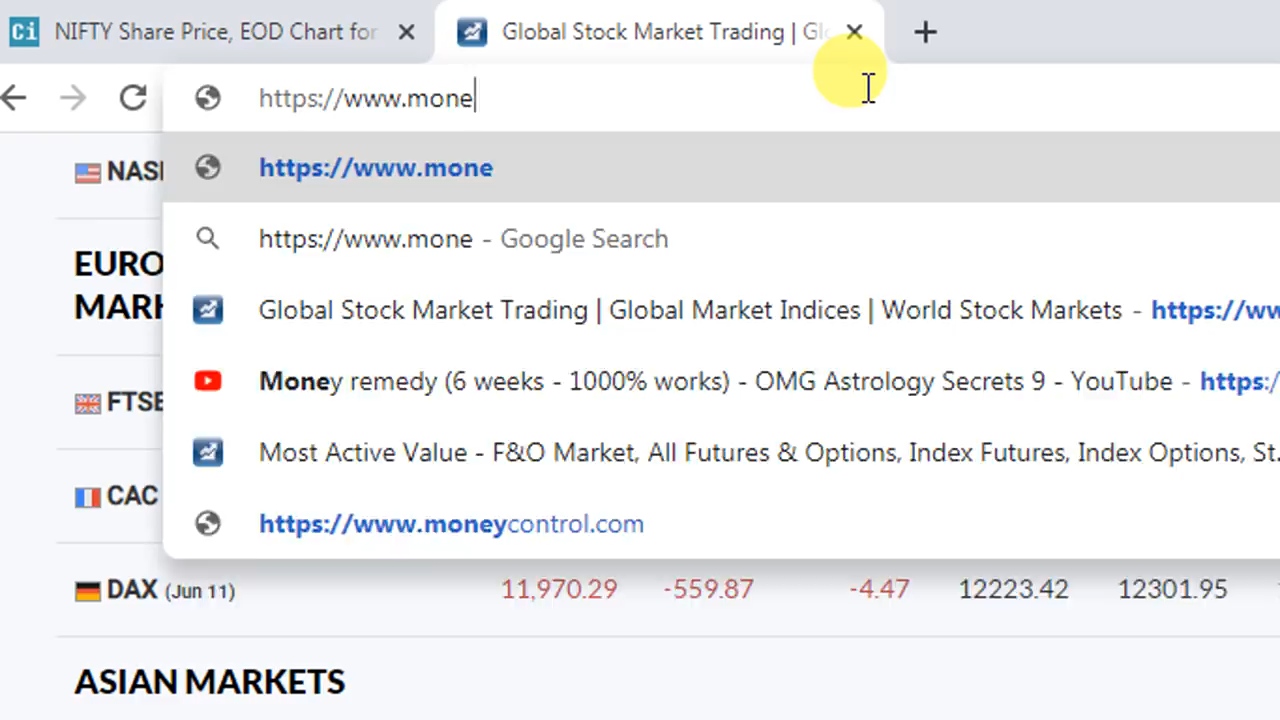 Ci NIFTY Share Price, EOD Chart for
Global Stock Market Trading | Glo
https://www.mone
https://www.mone
https://www.mone - Google Search
Global Stock Market Trading | Global Market Indices | World Stock Markets - https://ww
Money remedy (6 weeks - 1000% works) - OMG Astrology Secrets 9 - YouTube - https:/
Most Active Value - F&O Market, All Futures & Options, Index Futures, Index Options, St.
https://www.moneycontrol.com
NAS
EURO
MARK
FTSE
CAC
DAX (Jun 11) 11,970.29 -559.87 -4.47 12223.42 12301.95
ASIAN MARKETS